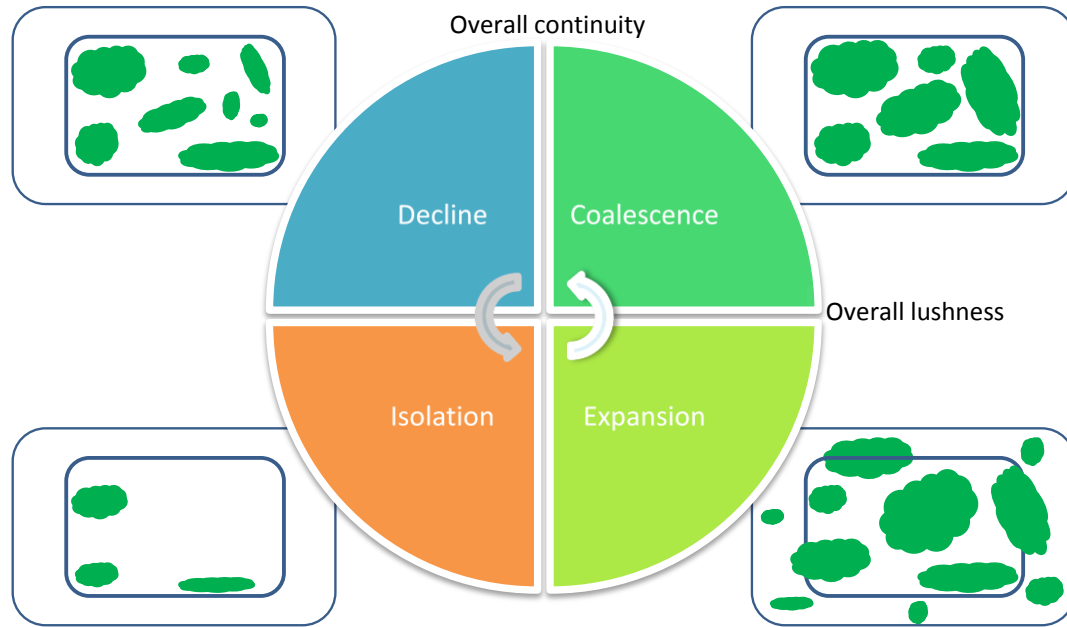 Overall continuity
Decline
Coalescence
Overall lushness
Isolation
Expansion